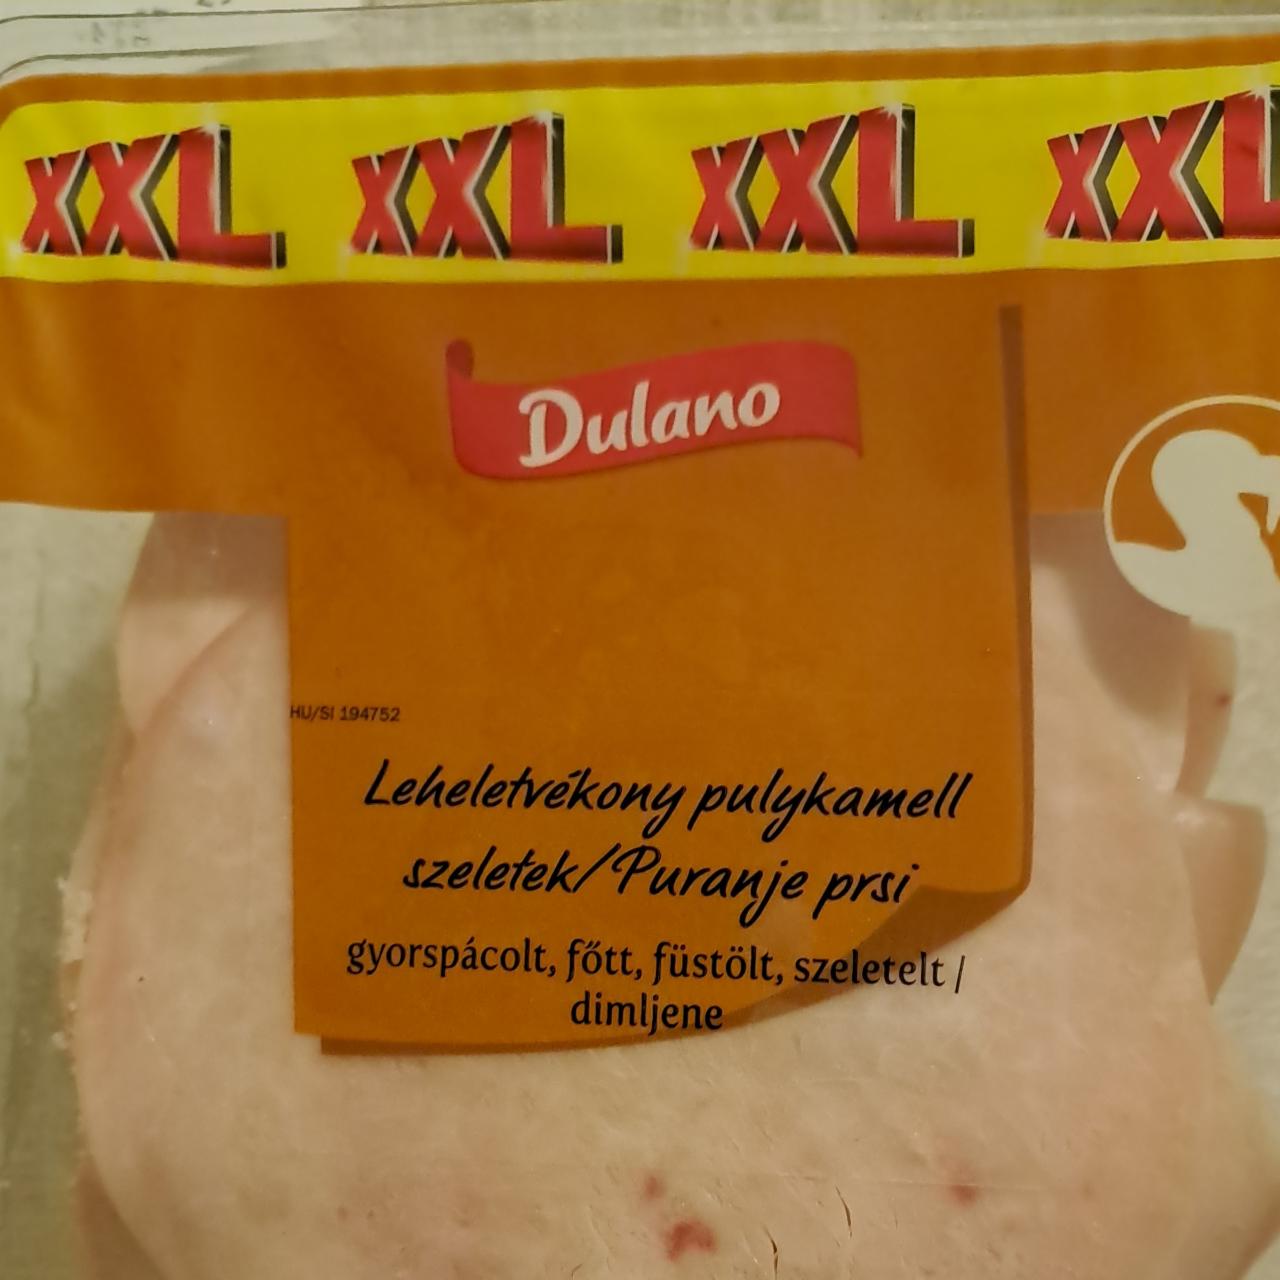 XXL XXL XXL XXL
Dulano
HU/SI 194752
Leheletvékony pulykamell
szeletek/Puranje prsi
gyorspácolt, főtt, füstölt, szeletelt /
dimljene